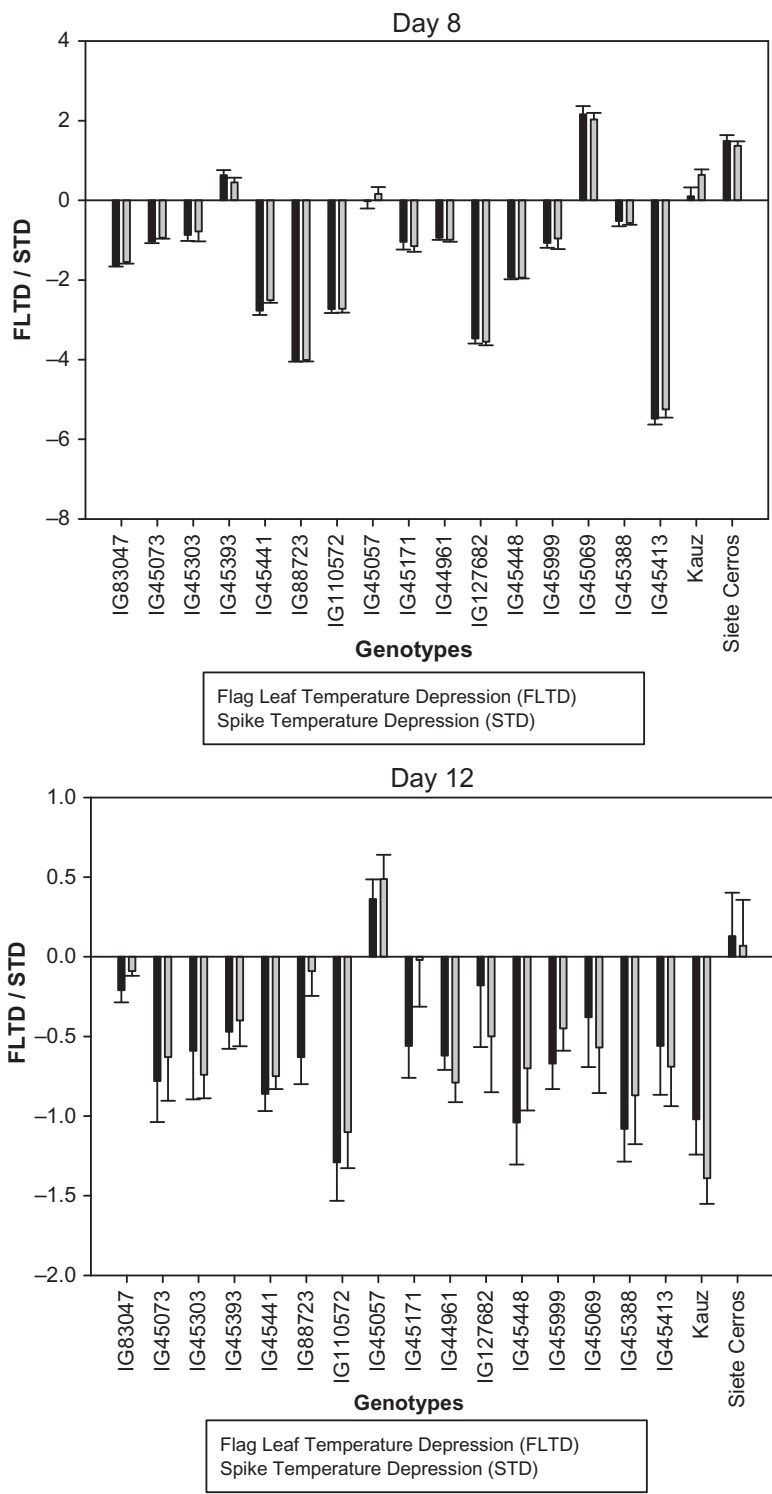 Day 8
4
2
0
–2
–4
–6
–8
FLTD / STD
IG83047
IG45073
IG45303
IG45393
IG45441
IG88723
IG110572
IG45057
IG45171
IG44961
IG127682
IG45448
IG45999
IG45069
IG45388
IG45413
Kauz
Siete Cerros
Genotypes
Flag Leaf Temperature Depression (FLTD)
Spike Temperature Depression (STD)
Day 12
1.0
0.5
0.0
–0.5
–1.0
–1.5
–2.0
FLTD / STD
IG83047
IG45073
IG45303
IG45393
IG45441
IG88723
IG110572
IG45057
IG45171
IG44961
IG127682
IG45448
IG45999
IG45069
IG45388
IG45413
Kauz
Siete Cerros
Genotypes
Flag Leaf Temperature Depression (FLTD)
Spike Temperature Depression (STD)